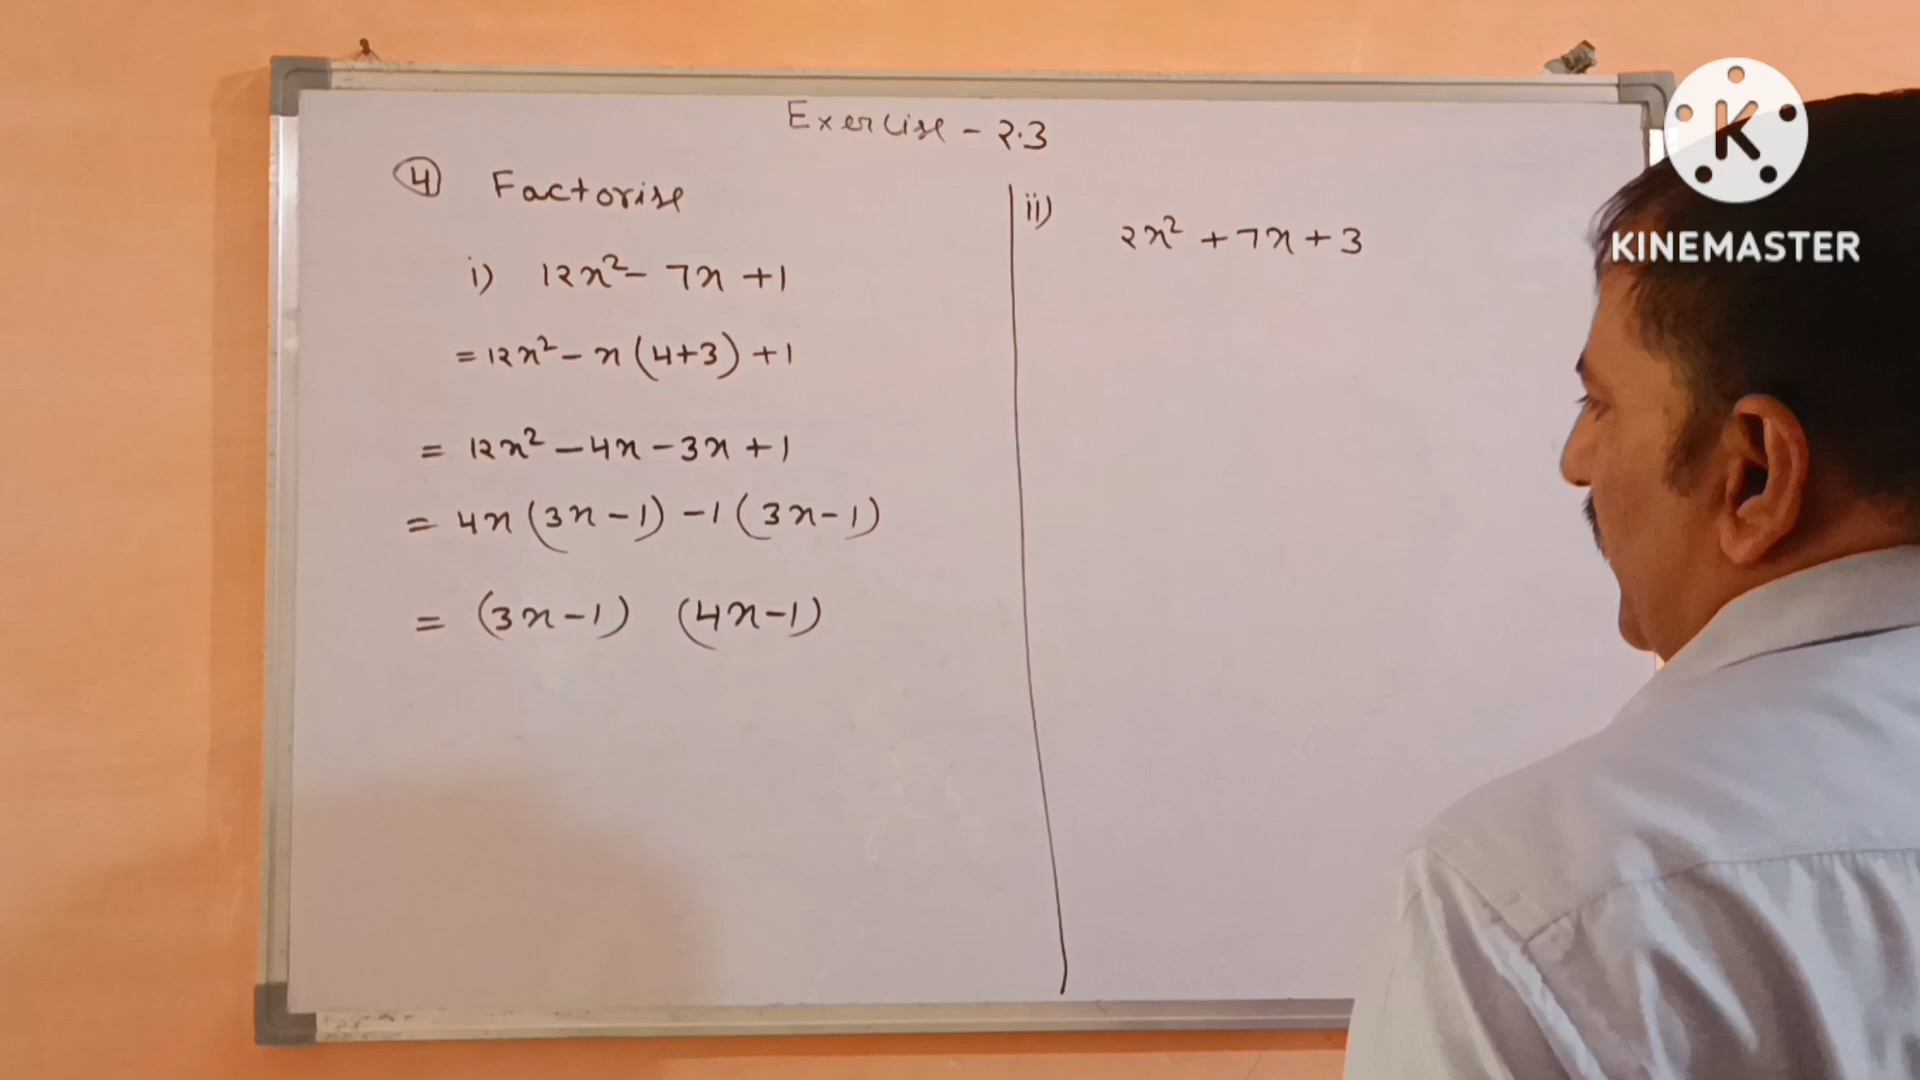 Exercise - 2.3
④ Factorise
i) 12x² - 7x + 1
= 12x² - x (4+3) + 1
= 12x² - 4x - 3x + 1
= 4x (3x - 1) - 1 (3x - 1)
= (3x - 1) (4x - 1)
ii)
2x² + 7x + 3
K
KINEMASTER